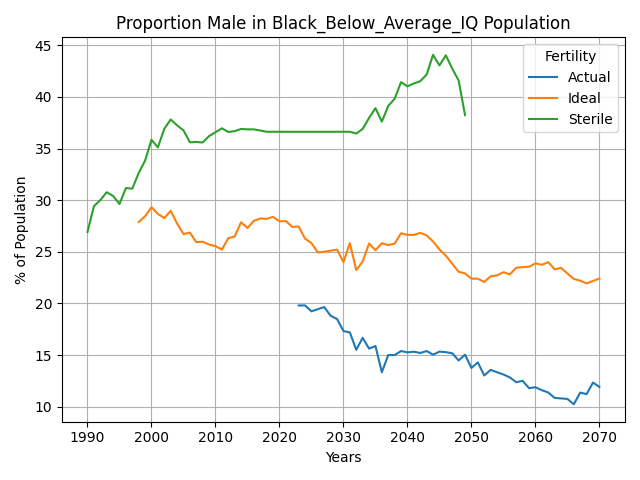 Proportion Male in Black_Below_Average_IQ Population
% of Population
45
40
35
30
25
20
15
10
Fertility
Actual
Ideal
Sterile
1990 2000 2010 2020 2030 2040 2050 2060 2070
Years